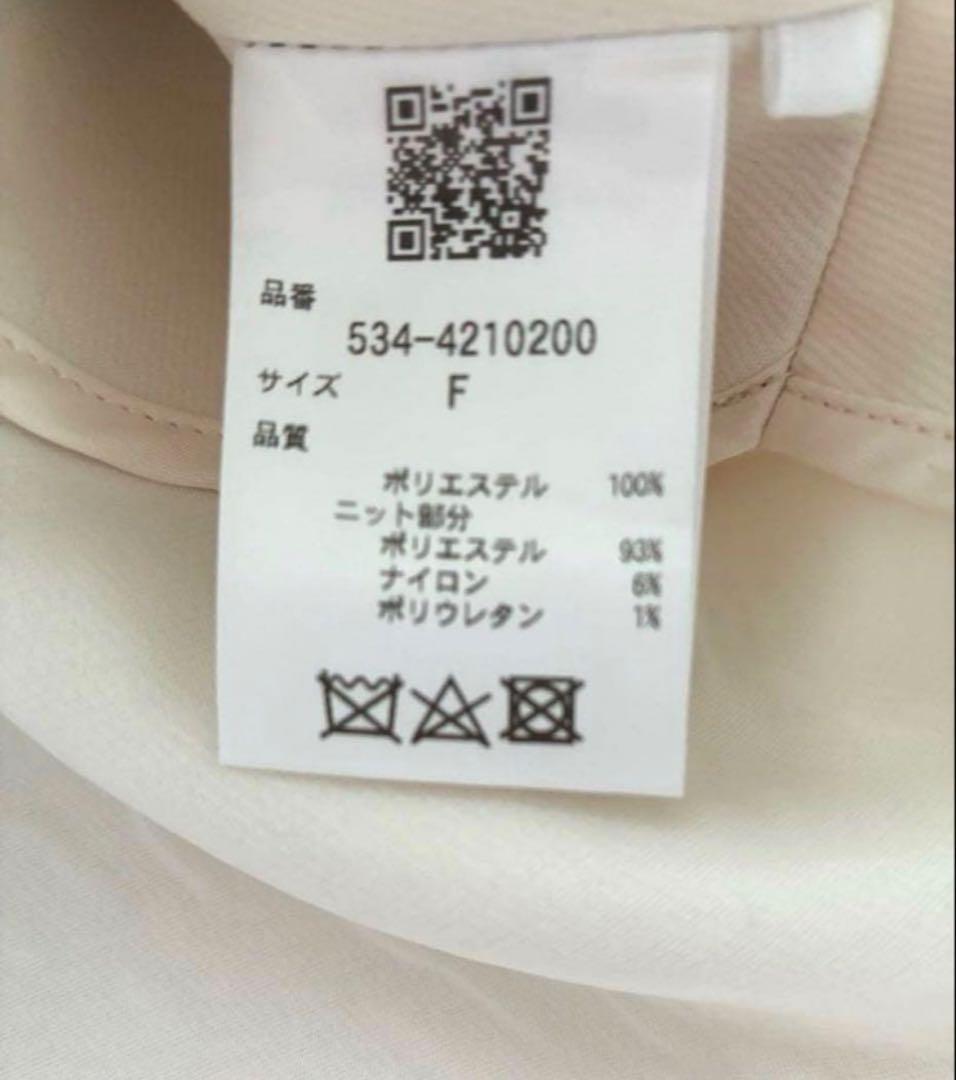 品番
534-4210200
サイズ F
品質
ポリエステル 100%
ニット部分
ポリエステル 93%
ナイロン 6%
ポリウレタン 1%